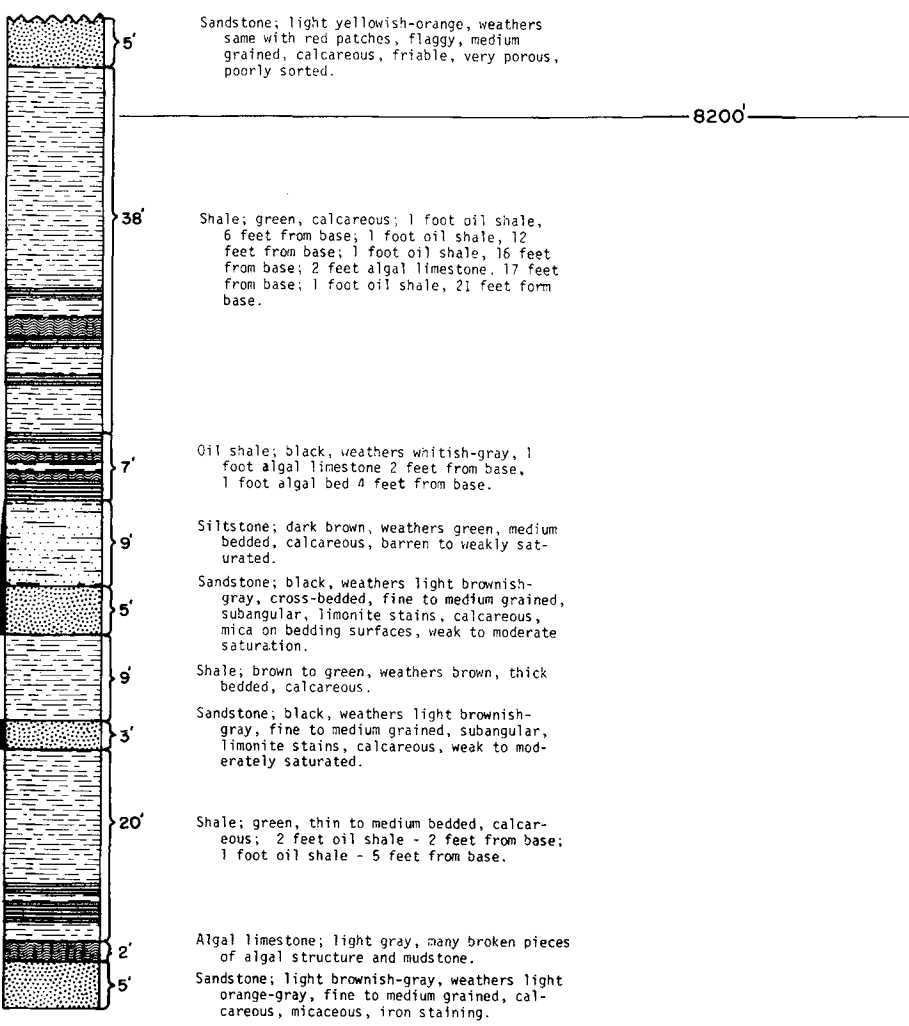 5'
Sandstone; light yellowish-orange, weathers
same with red patches, flaggy, medium
grained, calcareous, friable, very porous,
poorly sorted.
8200'
38'
Shale; green, calcareous; 1 foot oil shale,
6 feet from base; 1 foot oil shale, 12
feet from base; 1 foot oil shale, 16 feet
from base; 2 feet algal limestone, 17 feet
from base; 1 foot oil shale, 21 feet form
base.
7'
Oil shale; black, weathers whitish-gray, 1
foot algal limestone 2 feet from base,
1 foot algal bed 4 feet from base.
9'
Siltstone; dark brown, weathers green, medium
bedded, calcareous, barren to weakly sat-
urated.
5'
Sandstone; black, weathers light brownish-
gray, cross-bedded, fine to medium grained,
subangular, limonite stains, calcareous,
mica on bedding surfaces, weak to moderate
saturation.
9'
Shale; brown to green, weathers brown, thick
bedded, calcareous.
3'
Sandstone; black, weathers light brownish-
gray, fine to medium grained, subangular,
limonite stains, calcareous, weak to mod-
erately saturated.
20'
Shale; green, thin to medium bedded, calcar-
eous; 2 feet oil shale - 2 feet from base;
1 foot oil shale - 5 feet from base.
2'
Algal limestone; light gray, many broken pieces
of algal structure and mudstone.
5'
Sandstone; light brownish-gray, weathers light
orange-gray, fine to medium grained, cal-
careous, micaceous, iron staining.